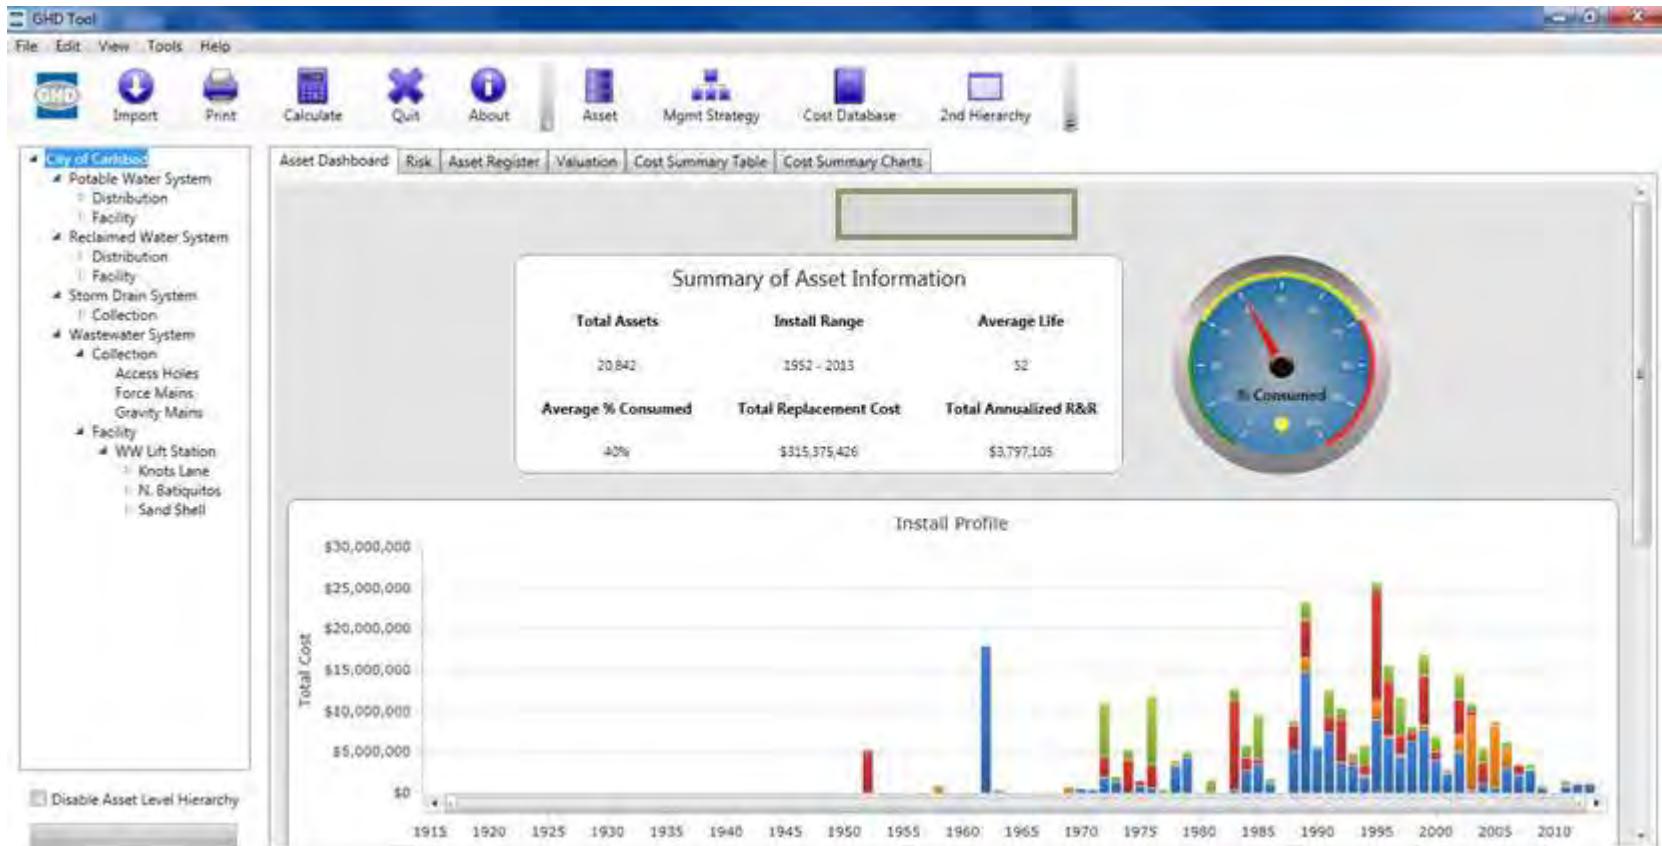 GHD Tool
File Edit View Tools Help
GHD
Import Print Calculate Quit About Asset Mgmt Strategy Cost Database 2nd Hierarchy
City of Carlsbad
Potable Water System
Distribution
Facility
Reclaimed Water System
Distribution
Facility
Storm Drain System
Collection
Wastewater System
Collection
Access Holes
Force Mains
Gravity Mains
Facility
WW Lift Station
Knots Lane
N. Batiquitos
Sand Shell
Disable Asset Level Hierarchy
Asset Dashboard Risk Asset Register Valuation Cost Summary Table Cost Summary Charts
Summary of Asset Information
Total Assets Install Range Average Life
20,842 1952 - 2013 52
Average % Consumed Total Replacement Cost Total Annualized R&R
40% $315,375,426 $3,797,105
% Consumed
Install Profile
Total Cost
$30,000,000
$25,000,000
$20,000,000
$15,000,000
$10,000,000
$5,000,000
$0
1915 1920 1925 1930 1935 1940 1945 1950 1955 1960 1965 1970 1975 1980 1985 1990 1995 2000 2005 2010